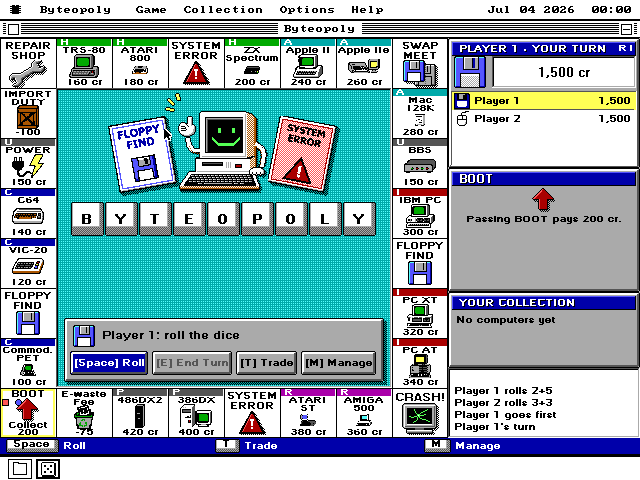 Byteopoly Game Collection Options Help Jul 04 2026 00:00
Byteopoly
REPAIR SHOP
H TRS-80 160 cr
H ATARI 800 180 cr
SYSTEM ERROR
H ZX Spectrum 200 cr
A Apple II 240 cr
A Apple IIe 260 cr
SWAP MEET
IMPORT DUTY -100
U POWER 150 cr
C C64 140 cr
C VIC-20 120 cr
FLOPPY FIND
C Commod. PET 100 cr
A Mac 128K 280 cr
U BBS 150 cr
I IBM PC 300 cr
FLOPPY FIND
I PC XT 320 cr
I PC AT 340 cr
FLOPPY FIND
SYSTEM ERROR
B Y T E O P O L Y
Player 1: roll the dice
[Space] Roll [E] End Turn [T] Trade [M] Manage
BOOT Collect 200
E-waste Fee -75
P 486DX2 420 cr
P 386DX 400 cr
SYSTEM ERROR
R ATARI ST 380 cr
R AMIGA 500 360 cr
CRASH!
PLAYER 1 - YOUR TURN R1
1,500 cr
Player 1 1,500
Player 2 1,500
BOOT
Passing BOOT pays 200 cr.
YOUR COLLECTION
No computers yet
Player 1 rolls 2+5
Player 2 rolls 3+3
Player 1 goes first
Player 1's turn
Space Roll T Trade M Manage